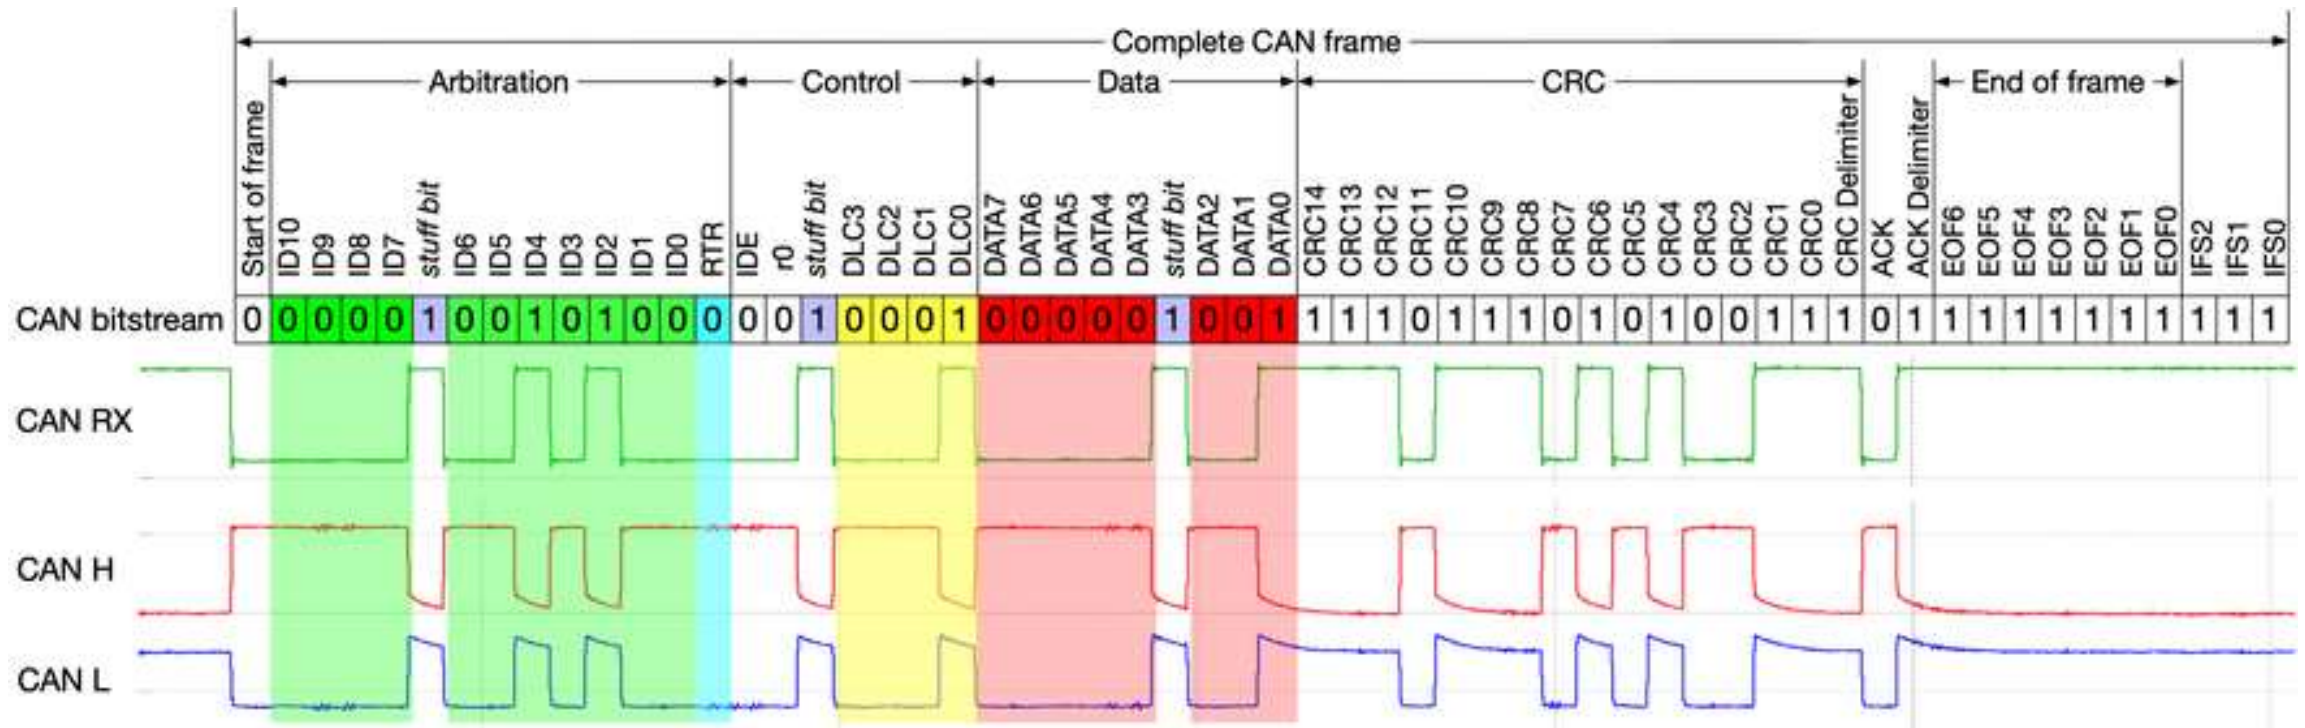 Complete CAN frame
Arbitration Control Data CRC End of frame
Start of frame ID10 ID9 ID8 ID7 stuff bit ID6 ID5 ID4 ID3 ID2 ID1 ID0 RTR IDE r0 stuff bit DLC3 DLC2 DLC1 DLC0 DATA7 DATA6 DATA5 DATA4 DATA3 stuff bit DATA2 DATA1 DATA0 CRC14 CRC13 CRC12 CRC11 CRC10 CRC9 CRC8 CRC7 CRC6 CRC5 CRC4 CRC3 CRC2 CRC1 CRC0 CRC Delimiter ACK ACK Delimiter EOF6 EOF5 EOF4 EOF3 EOF2 EOF1 EOF0 IFS2 IFS1 IFS0
CAN bitstream 0 0 0 0 0 1 0 0 1 0 1 0 0 0 0 0 1 0 0 0 1 0 0 0 0 0 1 0 0 1 1 1 1 0 1 1 1 0 1 0 1 0 0 1 1 1 0 1 1 1 1 1 1 1 1 1 1 1
CAN RX
CAN H
CAN L